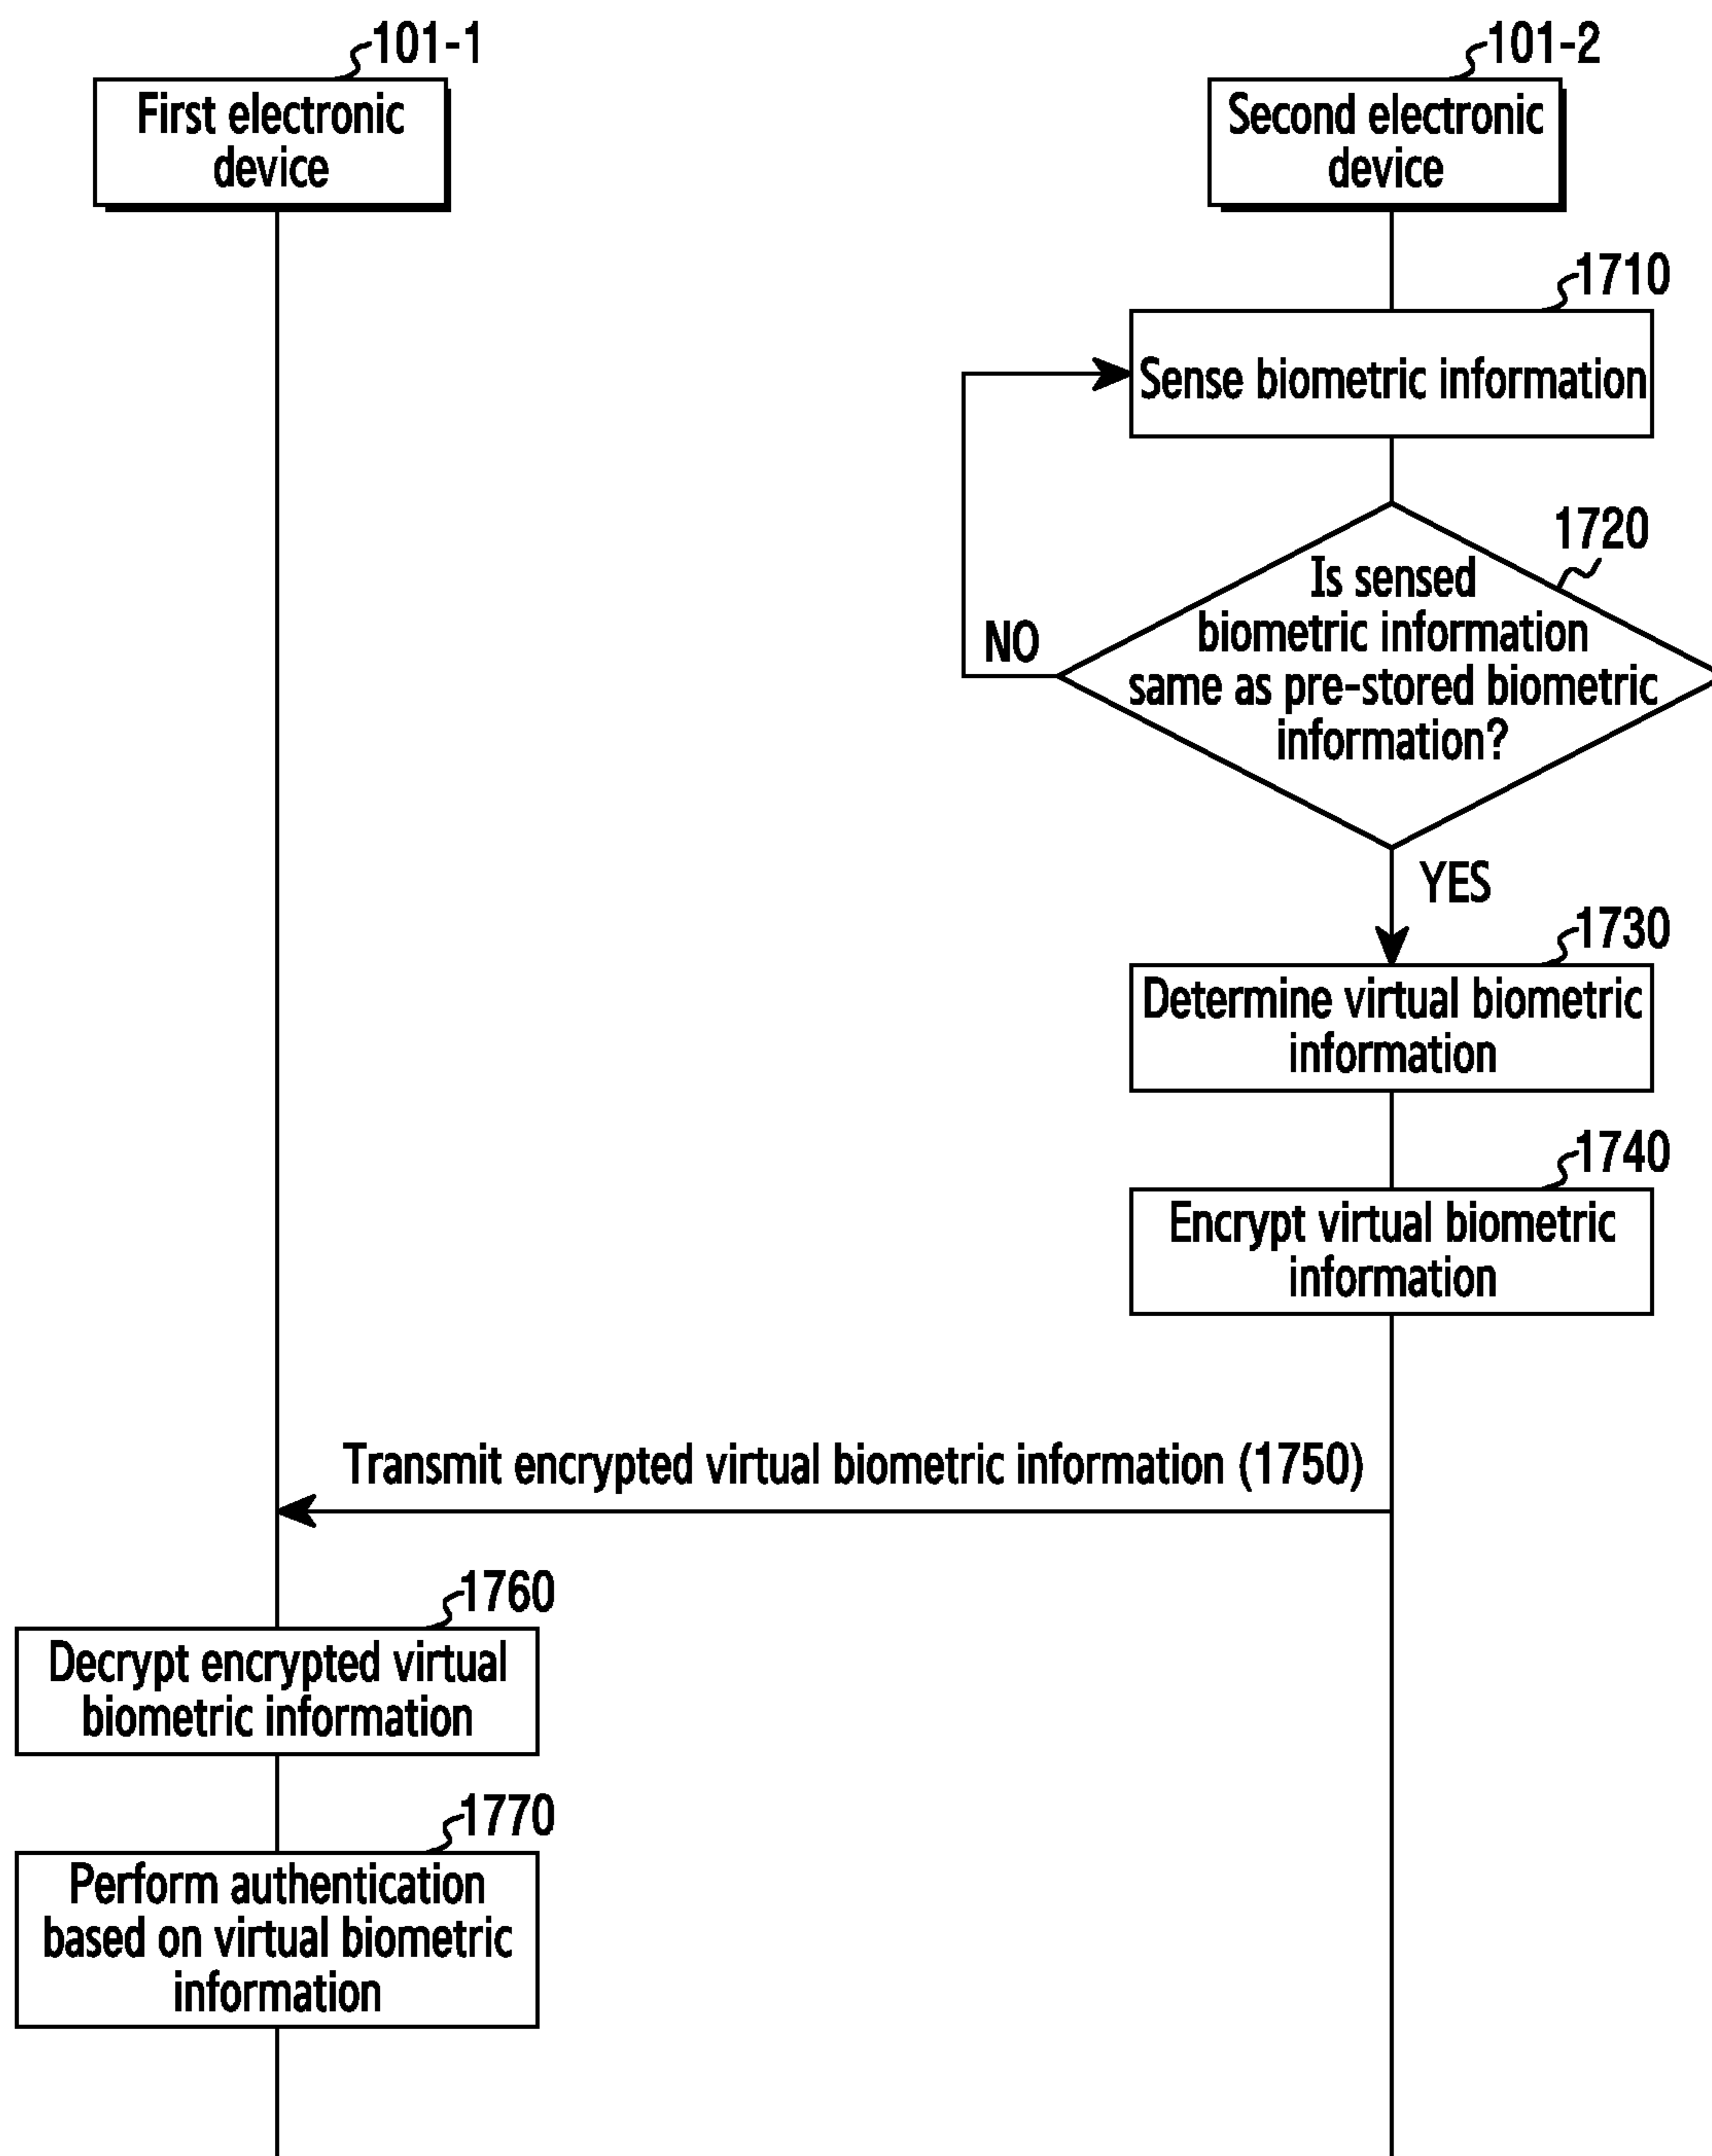 101-1
First electronic
device
101-2
Second electronic
device
1710
Sense biometric information
1720
Is sensed
biometric information
same as pre-stored biometric
information?
NO
YES
1730
Determine virtual biometric
information
1740
Encrypt virtual biometric
information
Transmit encrypted virtual biometric information (1750)
1760
Decrypt encrypted virtual
biometric information
1770
Perform authentication
based on virtual biometric
information